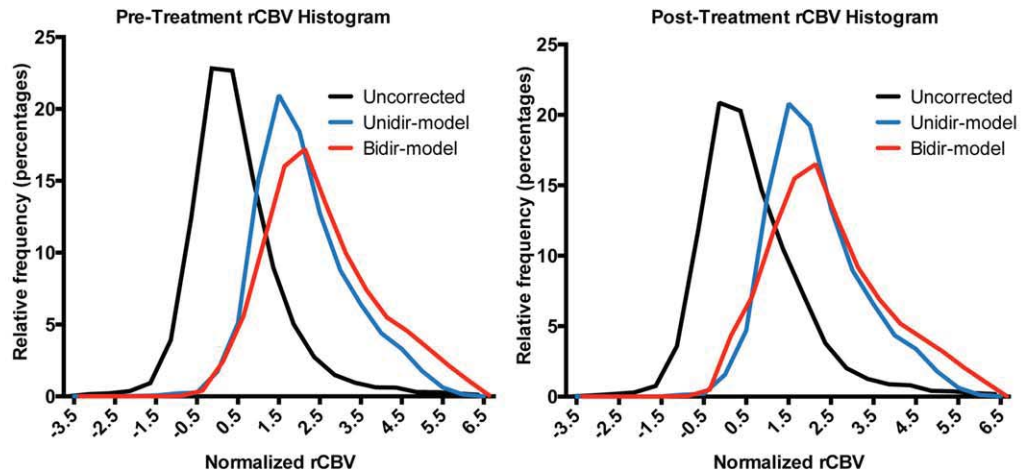 Pre-Treatment rCBV Histogram
Relative frequency (percentages)
25
20
15
10
5
0
Uncorrected
Unidir-model
Bidir-model
-3.5 -2.5 -1.5 -0.5 0.5 1.5 2.5 3.5 4.5 5.5 6.5
Normalized rCBV
Post-Treatment rCBV Histogram
Relative frequency (percentages)
25
20
15
10
5
0
Uncorrected
Unidir-model
Bidir-model
-3.5 -2.5 -1.5 -0.5 0.5 1.5 2.5 3.5 4.5 5.5 6.5
Normalized rCBV